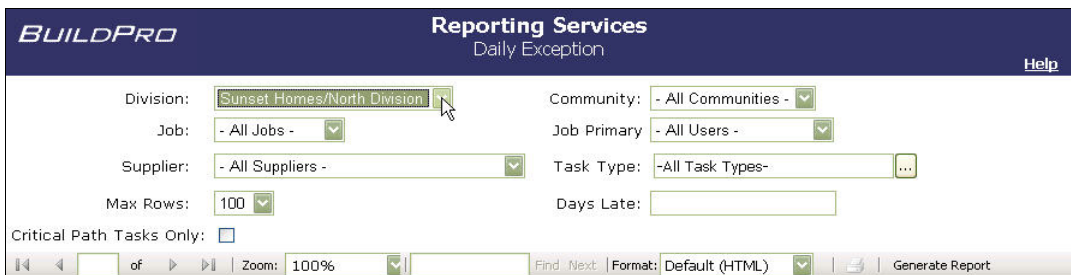 BUILDPRO
Reporting Services
Daily Exception
Help
Division: Sunset Homes/North Division Community: - All Communities -
Job: - All Jobs - Job Primary - All Users -
Supplier: - All Suppliers - Task Type: -All Task Types- ...
Max Rows: 100 Days Late:
Critical Path Tasks Only:
of Zoom: 100% Find Next Format: Default (HTML) Generate Report